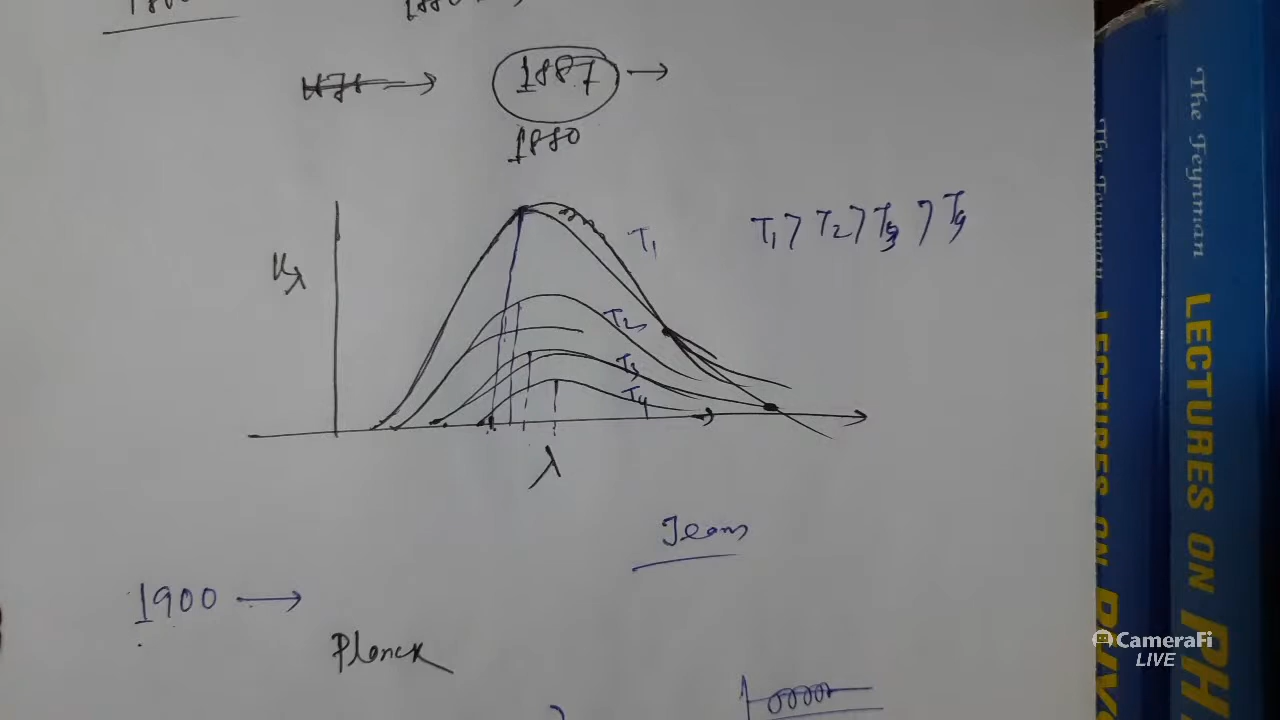 1887 →
1880
T₁ > T₂ > T₃ > T₄
T₁
T₂
T₃
T₄
λ
Jeans
1900 →
Planck
The Feynman
LECTURES ON
The Feynman
LECTURES ON PH
CameraFi
LIVE